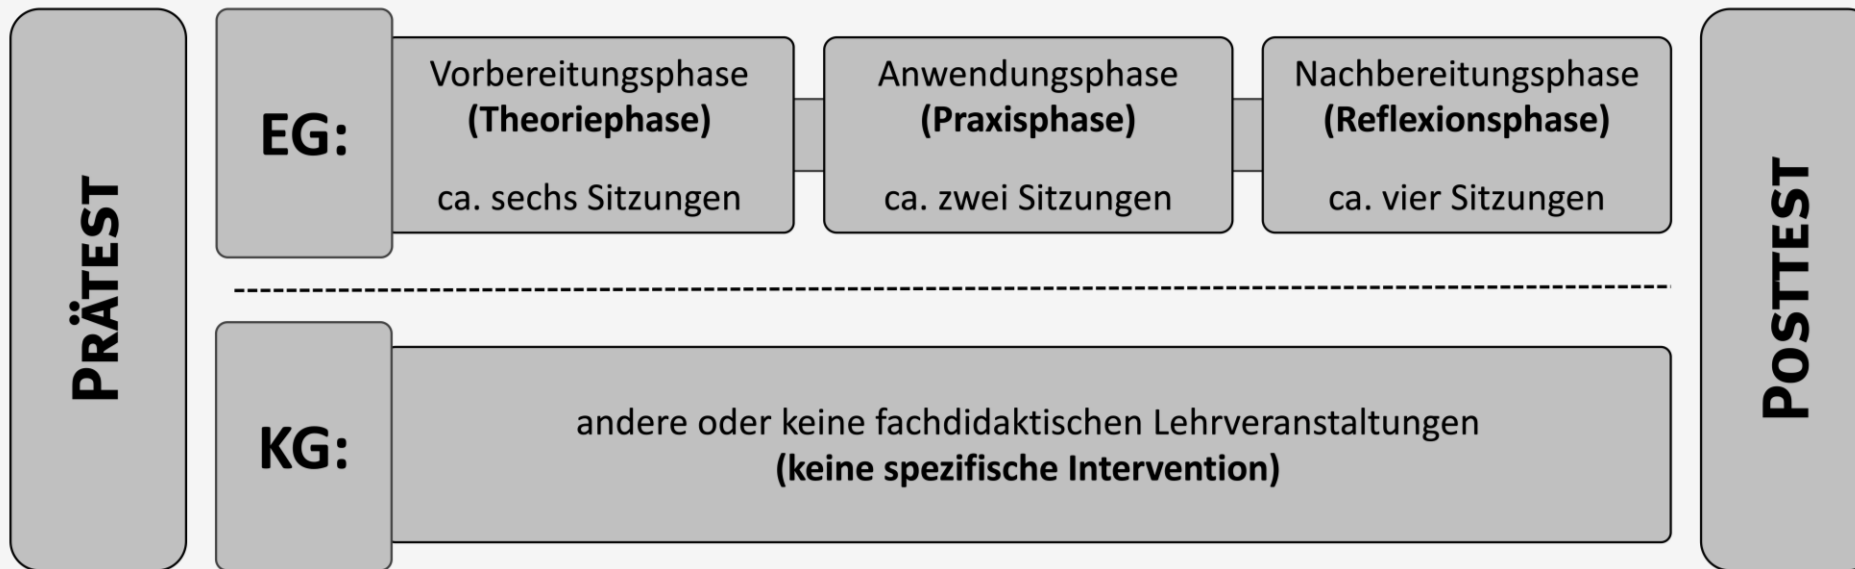 PRÄTEST
EG:
Vorbereitungsphase
(Theoriephase)
ca. sechs Sitzungen
Anwendungsphase
(Praxisphase)
ca. zwei Sitzungen
Nachbereitungsphase
(Reflexionsphase)
ca. vier Sitzungen
KG:
andere oder keine fachdidaktischen Lehrveranstaltungen
(keine spezifische Intervention)
POSTTEST